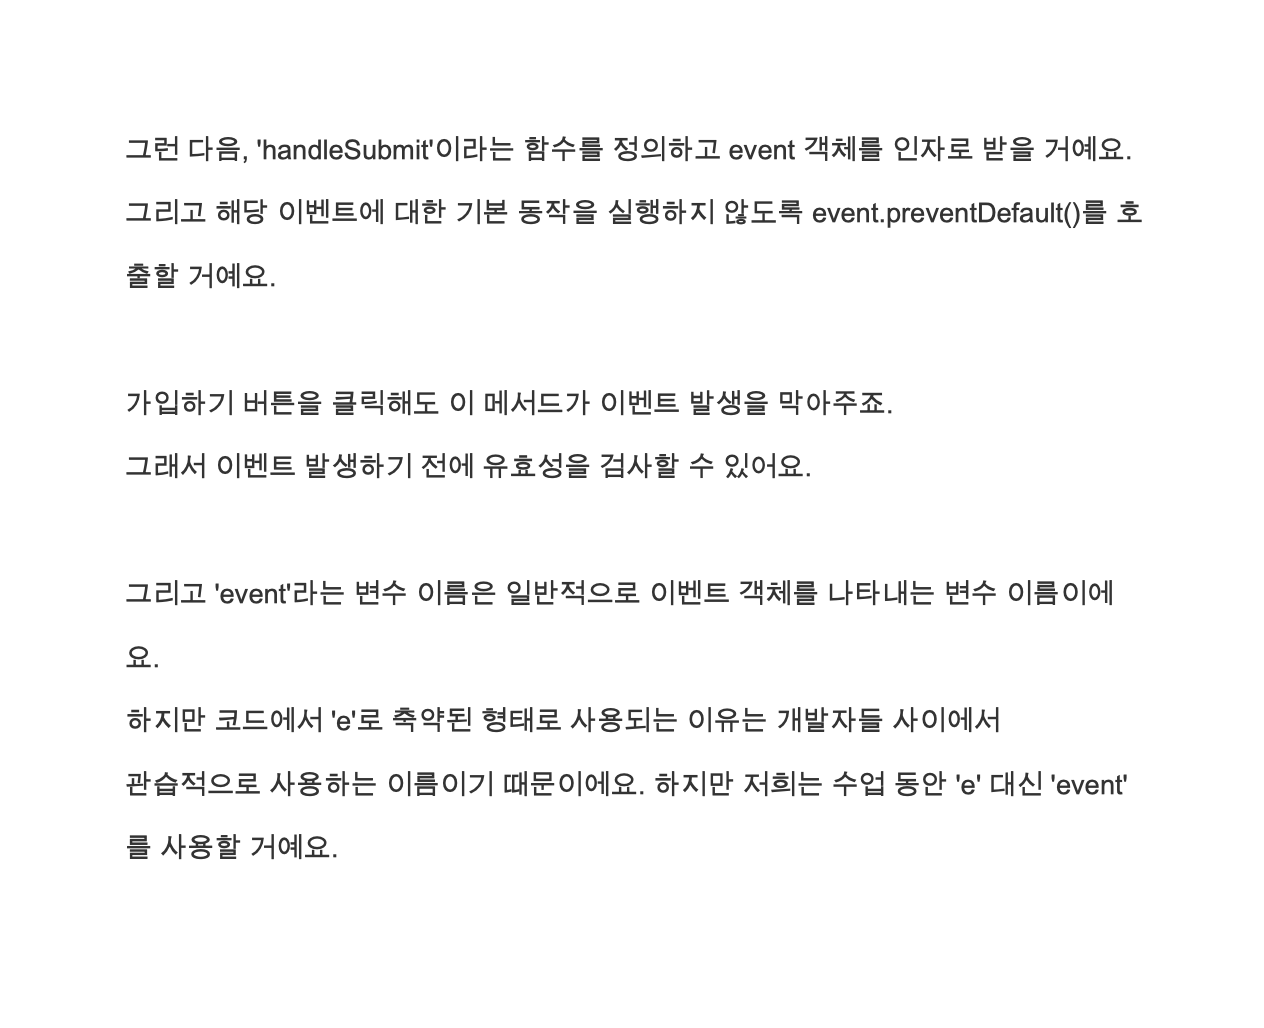 그런 다음, 'handleSubmit'이라는 함수를 정의하고 event 객체를 인자로 받을 거예요.
그리고 해당 이벤트에 대한 기본 동작을 실행하지 않도록 event.preventDefault()를 호
출할 거예요.
가입하기 버튼을 클릭해도 이 메서드가 이벤트 발생을 막아주죠.
그래서 이벤트 발생하기 전에 유효성을 검사할 수 있어요.
그리고 'event'라는 변수 이름은 일반적으로 이벤트 객체를 나타내는 변수 이름이에
요.
하지만 코드에서 'e'로 축약된 형태로 사용되는 이유는 개발자들 사이에서
관습적으로 사용하는 이름이기 때문이에요. 하지만 저희는 수업 동안 'e' 대신 'event'
를 사용할 거예요.